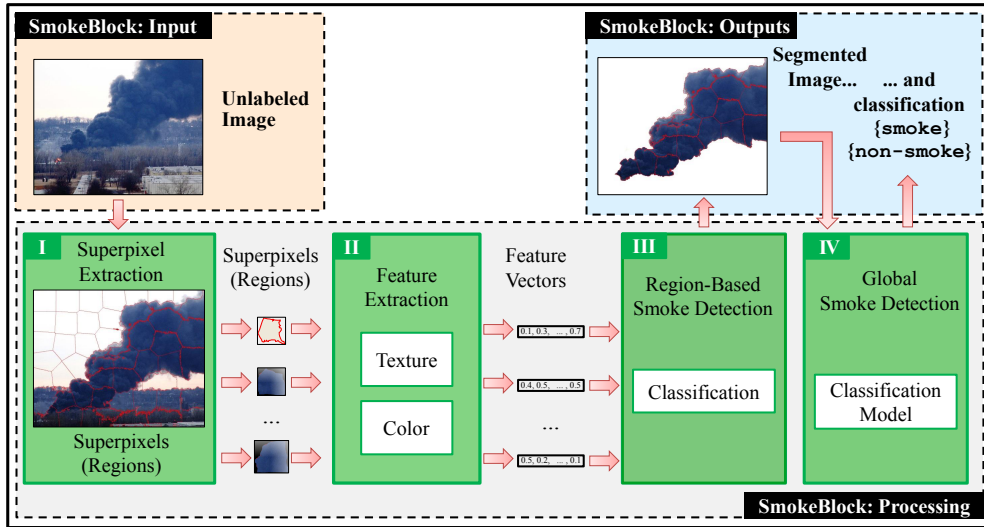 SmokeBlock: Input
Unlabeled
Image
SmokeBlock: Outputs
Segmented
Image...
... and
classification
{smoke}
{non-smoke}
I
Superpixel
Extraction
Superpixels
(Regions)
Superpixels
(Regions)
...
II
Feature
Extraction
Texture
Color
Feature
Vectors
0.1, 0.3, ... , 0.7
0.4, 0.5, ... , 0.5
...
0.5, 0.2, ... , 0.1
III
Region-Based
Smoke Detection
Classification
IV
Global
Smoke Detection
Classification
Model
SmokeBlock: Processing